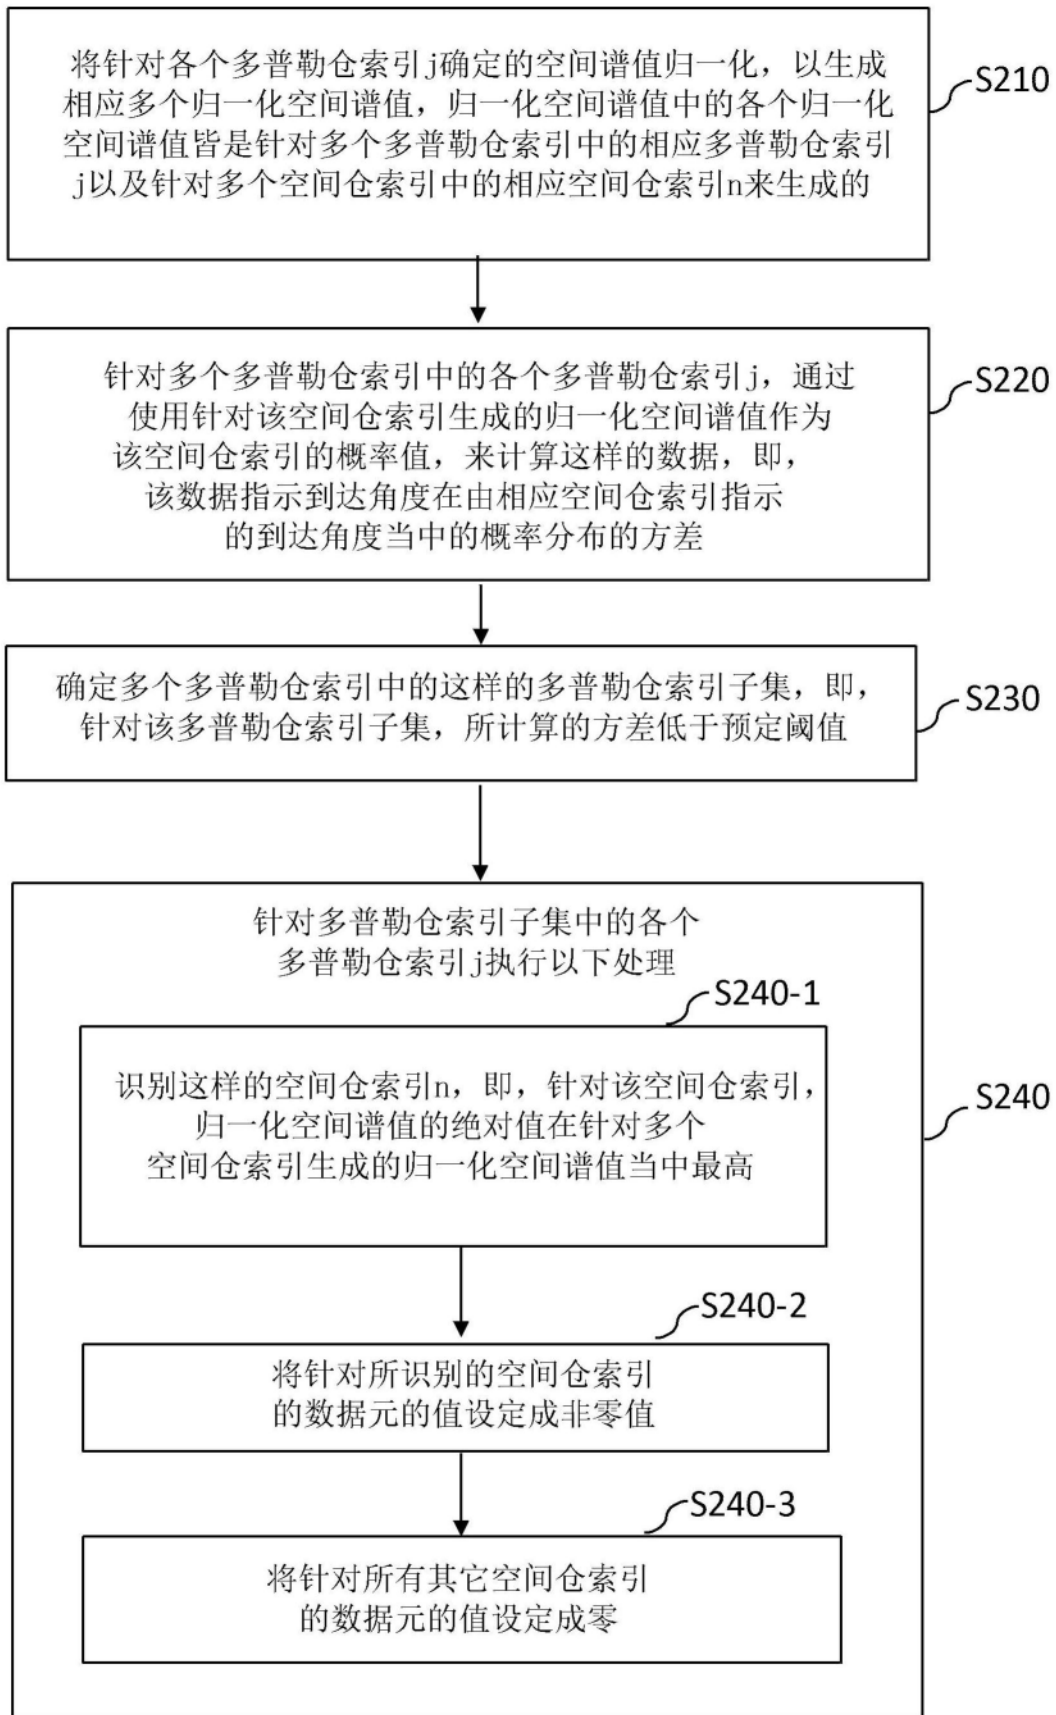 将针对各个多普勒仓索引j确定的空间谱值归一化，以生成
相应多个归一化空间谱值，归一化空间谱值中的各个归一化
空间谱值皆是针对多个多普勒仓索引中的相应多普勒仓索引
j以及针对多个空间仓索引中的相应空间仓索引n来生成的
S210
针对多个多普勒仓索引中的各个多普勒仓索引j，通过
使用针对该空间仓索引生成的归一化空间谱值作为
该空间仓索引的概率值，来计算这样的数据，即，
该数据指示到达角度在由相应空间仓索引指示
的到达角度当中的概率分布的方差
S220
确定多个多普勒仓索引中的这样的多普勒仓索引子集，即，
针对该多普勒仓索引子集，所计算的方差低于预定阈值
S230
针对多普勒仓索引子集中的各个
多普勒仓索引j执行以下处理
S240-1
识别这样的空间仓索引n，即，针对该空间仓索引，
归一化空间谱值的绝对值在针对多个
空间仓索引生成的归一化空间谱值当中最高
S240
S240-2
将针对所识别的空间仓索引
的数据元的值设定成非零值
S240-3
将针对所有其它空间仓索引
的数据元的值设定成零